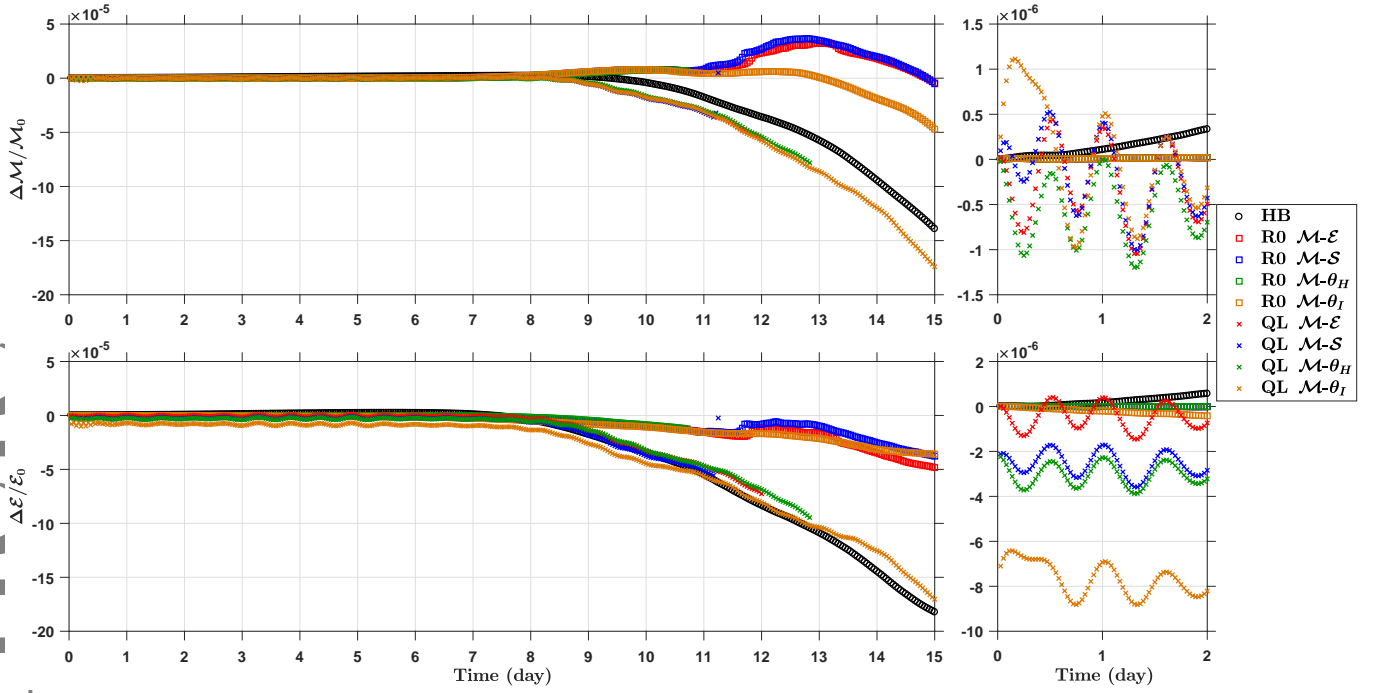 ×10⁻⁵
5
0
-5
-10
-15
-20
ΔM/M₀
0 1 2 3 4 5 6 7 8 9 10 11 12 13 14 15
×10⁻⁶
1.5
1
0.5
0
-0.5
-1
-1.5
0 1 2
HB
R0 M-E
R0 M-S
R0 M-θ_H
R0 M-θ_I
QL M-E
QL M-S
QL M-θ_H
QL M-θ_I
×10⁻⁵
5
0
-5
-10
-15
-20
ΔE/E₀
0 1 2 3 4 5 6 7 8 9 10 11 12 13 14 15
Time (day)
×10⁻⁶
2
0
-2
-4
-6
-8
-10
0 1 2
Time (day)